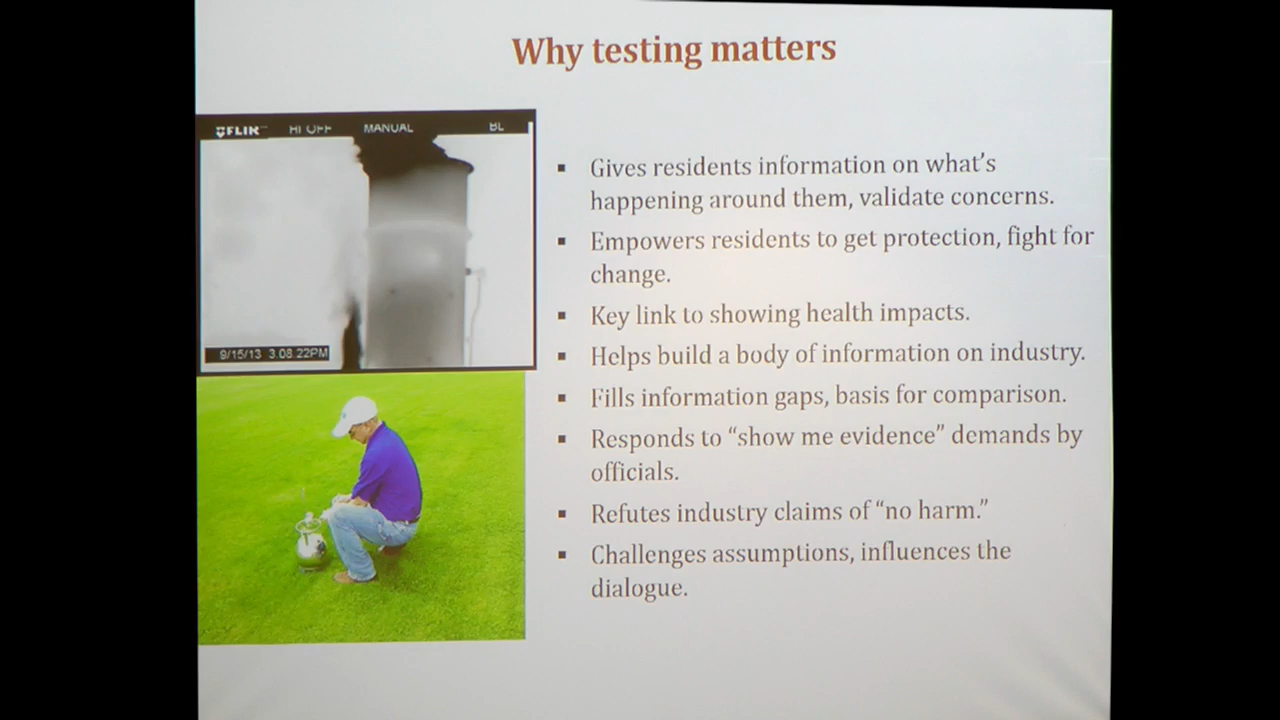 Why testing matters
FLIR HI OFF MANUAL BL
9/15/13 3:08:22PM
▪ Gives residents information on what's
happening around them, validate concerns.
▪ Empowers residents to get protection, fight for
change.
▪ Key link to showing health impacts.
▪ Helps build a body of information on industry.
▪ Fills information gaps, basis for comparison.
▪ Responds to “show me evidence” demands by
officials.
▪ Refutes industry claims of “no harm.”
▪ Challenges assumptions, influences the
dialogue.